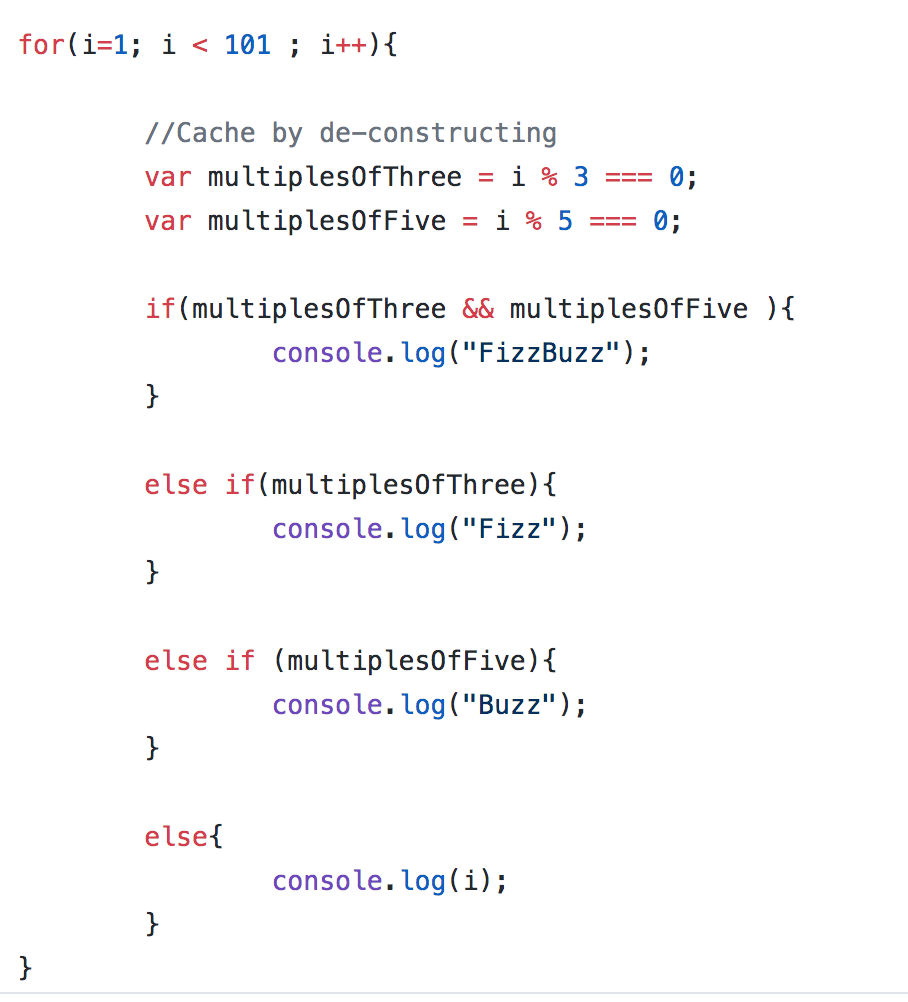 for(i=1; i < 101 ; i++){
//Cache by de-constructing
var multiplesOfThree = i % 3 === 0;
var multiplesOfFive = i % 5 === 0;
if(multiplesOfThree && multiplesOfFive ){
console.log("FizzBuzz");
}
else if(multiplesOfThree){
console.log("Fizz");
}
else if (multiplesOfFive){
console.log("Buzz");
}
else{
console.log(i);
}
}